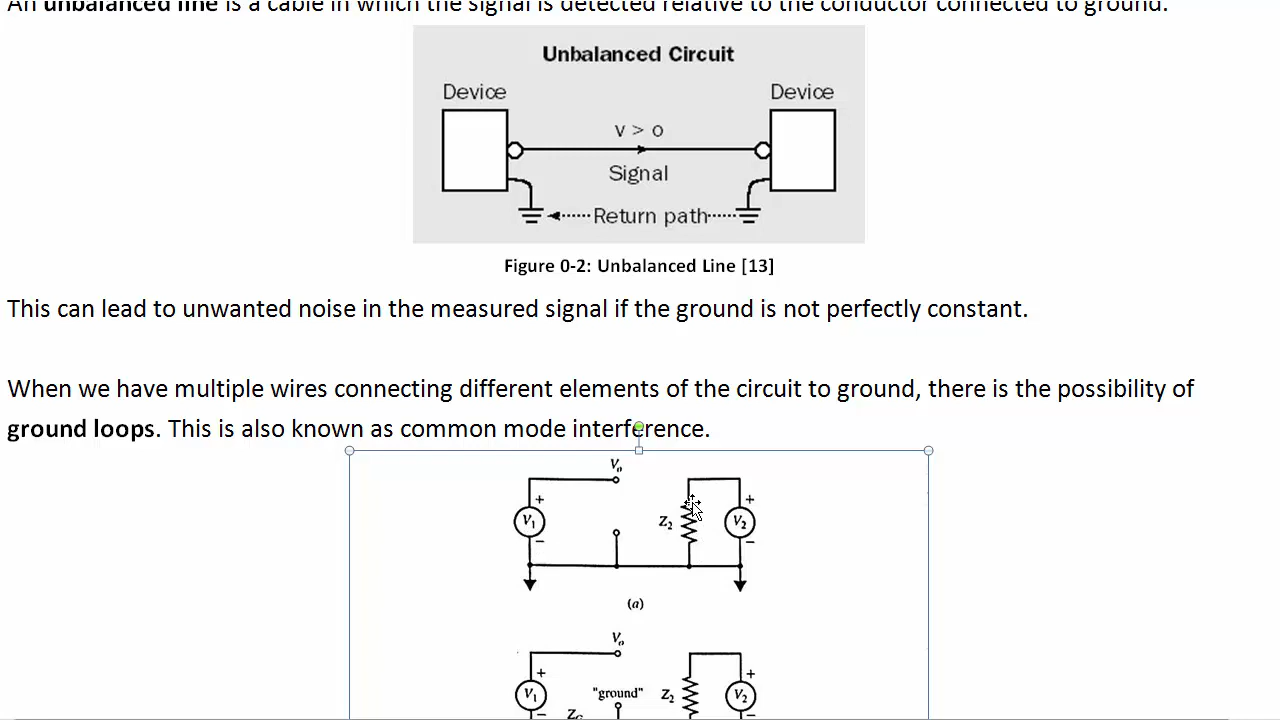 An unbalanced line is a cable in which the signal is detected relative to the conductor connected to ground.
Unbalanced Circuit
Device Device
V > O
Signal
Return path
Figure 0-2: Unbalanced Line [13]
This can lead to unwanted noise in the measured signal if the ground is not perfectly constant.
When we have multiple wires connecting different elements of the circuit to ground, there is the possibility of
ground loops. This is also known as common mode interference.
Vo
+ +
V1 Z2 V2
− −
(a)
Vo
+ +
V1 "ground" Z2 V2
− ZG